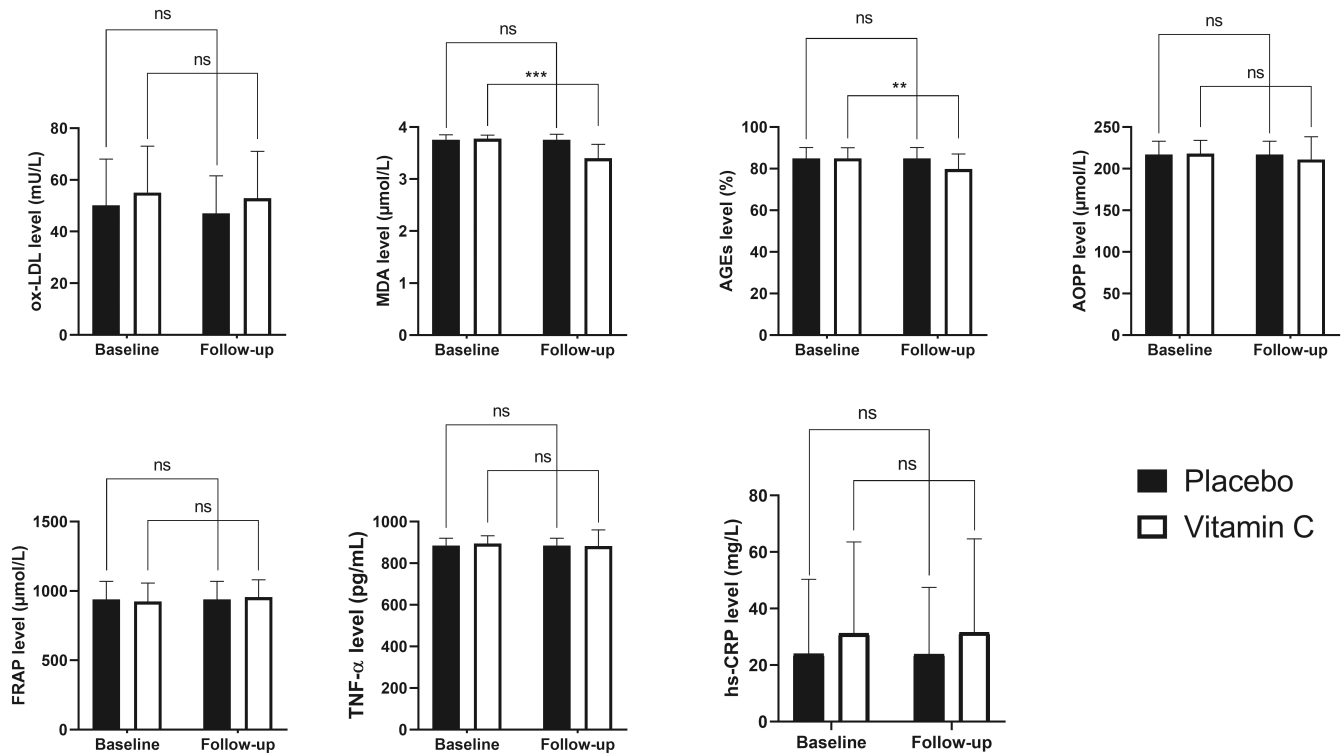 ns
ns
ox-LDL level (mU/L)
80
60
40
20
0
Baseline Follow-up
ns
***
MDA level (µmol/L)
4
3
2
1
0
Baseline Follow-up
ns
**
AGEs level (%)
100
80
60
40
20
0
Baseline Follow-up
ns
ns
AOPP level (µmol/L)
250
200
150
100
50
0
Baseline Follow-up
ns
ns
FRAP level (µmol/L)
1500
1000
500
0
Baseline Follow-up
ns
ns
TNF-α level (pg/mL)
1000
800
600
400
200
0
Baseline Follow-up
ns
ns
hs-CRP level (mg/L)
80
60
40
20
0
Baseline Follow-up
Placebo
Vitamin C